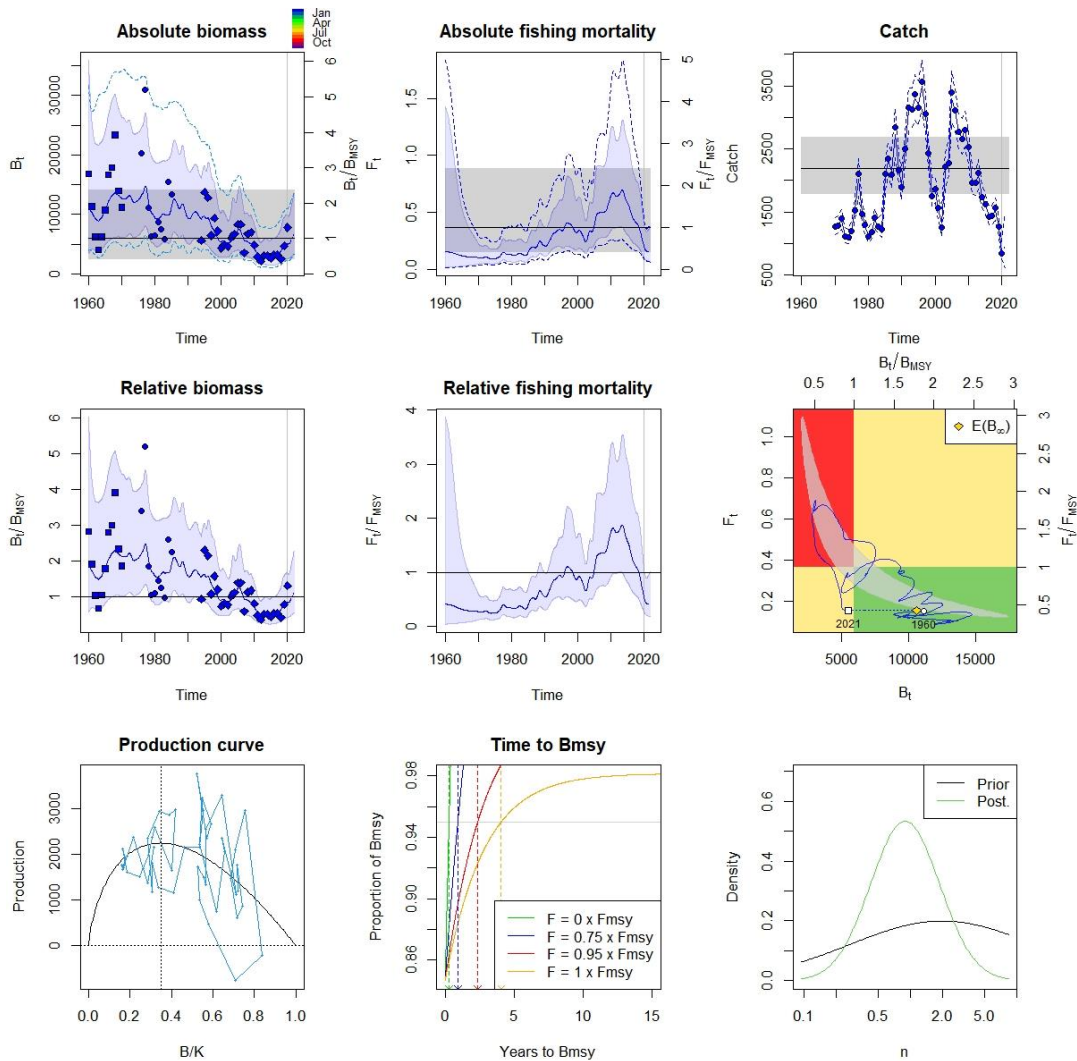 Absolute biomass
Jan
Apr
Jul
Oct
Bt
0 10000 20000 30000
0 1 2 3 4 5 6
Bt/BMSY
1960 1980 2000 2020
Time
Absolute fishing mortality
Ft
0.0 0.5 1.0 1.5
0 1 2 3 4 5
Ft/FMSY
1960 1980 2000 2020
Time
Catch
Catch
500 1500 2500 3500
1960 1980 2000 2020
Time
Relative biomass
Bt/BMSY
1 2 3 4 5 6
1960 1980 2000 2020
Time
Relative fishing mortality
Ft/FMSY
0 1 2 3 4
1960 1980 2000 2020
Time
Bt/BMSY
0.5 1 1.5 2 2.5 3
E(B∞)
Ft
0.2 0.4 0.6 0.8 1.0
0.5 1 1.5 2 2.5 3
Ft/FMSY
2021
1960
5000 10000 15000
Bt
Production curve
Production
0 1000 2000 3000
0.0 0.2 0.4 0.6 0.8 1.0
B/K
Time to Bmsy
Proportion of Bmsy
0.86 0.90 0.94 0.98
F = 0 x Fmsy
F = 0.75 x Fmsy
F = 0.95 x Fmsy
F = 1 x Fmsy
0 5 10 15
Years to Bmsy
Prior
Post.
Density
0.0 0.2 0.4 0.6
0.1 0.5 2.0 5.0
n